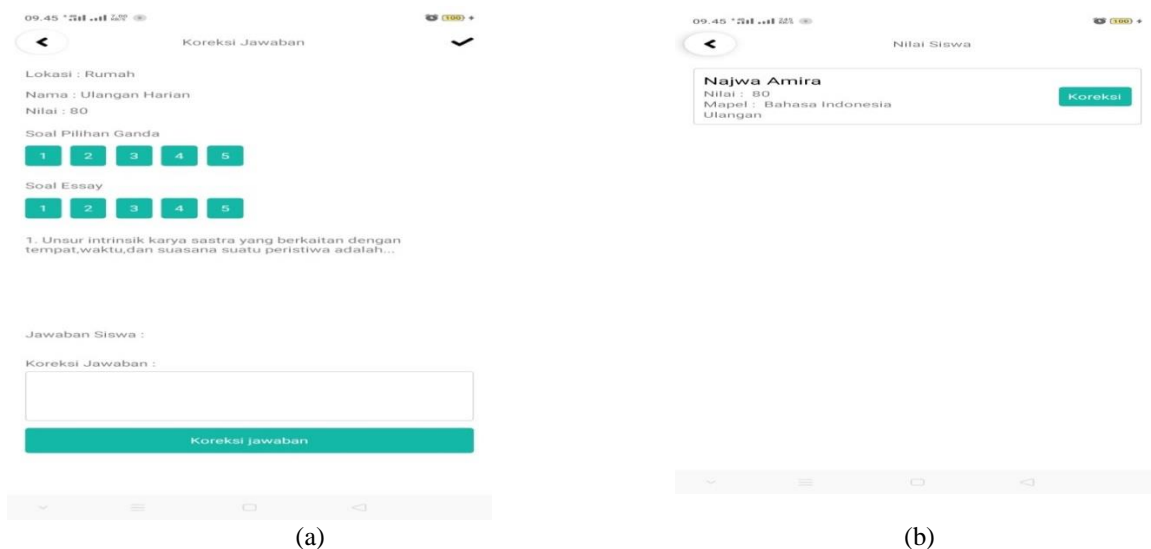 09.45
100
Koreksi Jawaban
Lokasi : Rumah
Nama : Ulangan Harian
Nilai : 80
Soal Pilihan Ganda
1 2 3 4 5
Soal Essay
1 2 3 4 5
1. Unsur intrinsik karya sastra yang berkaitan dengan
tempat,waktu,dan suasana suatu peristiwa adalah...
Jawaban Siswa :
Koreksi Jawaban :
Koreksi jawaban
(a)
09.45
100
Nilai Siswa
Najwa Amira
Nilai : 80
Koreksi
Mapel : Bahasa Indonesia
Ulangan
(b)